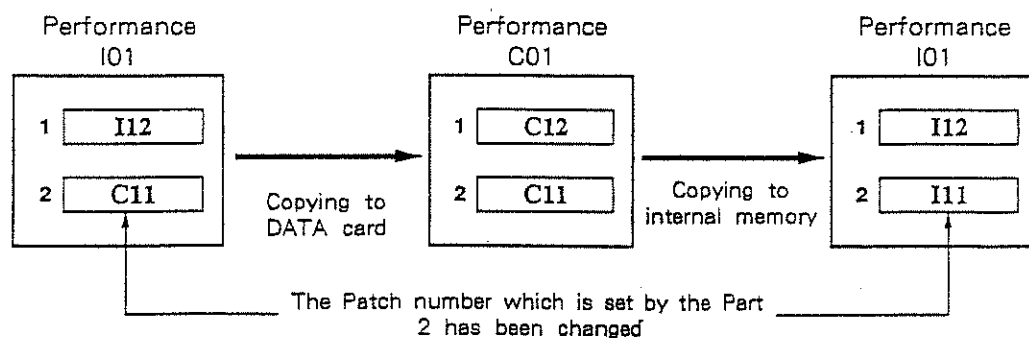 Performance
I01
Performance
C01
Performance
I01
1 I12
2 C11
Copying to
DATA card
1 C12
2 C11
Copying to
internal memory
1 I12
2 I11
The Patch number which is set by the Part
2 has been changed